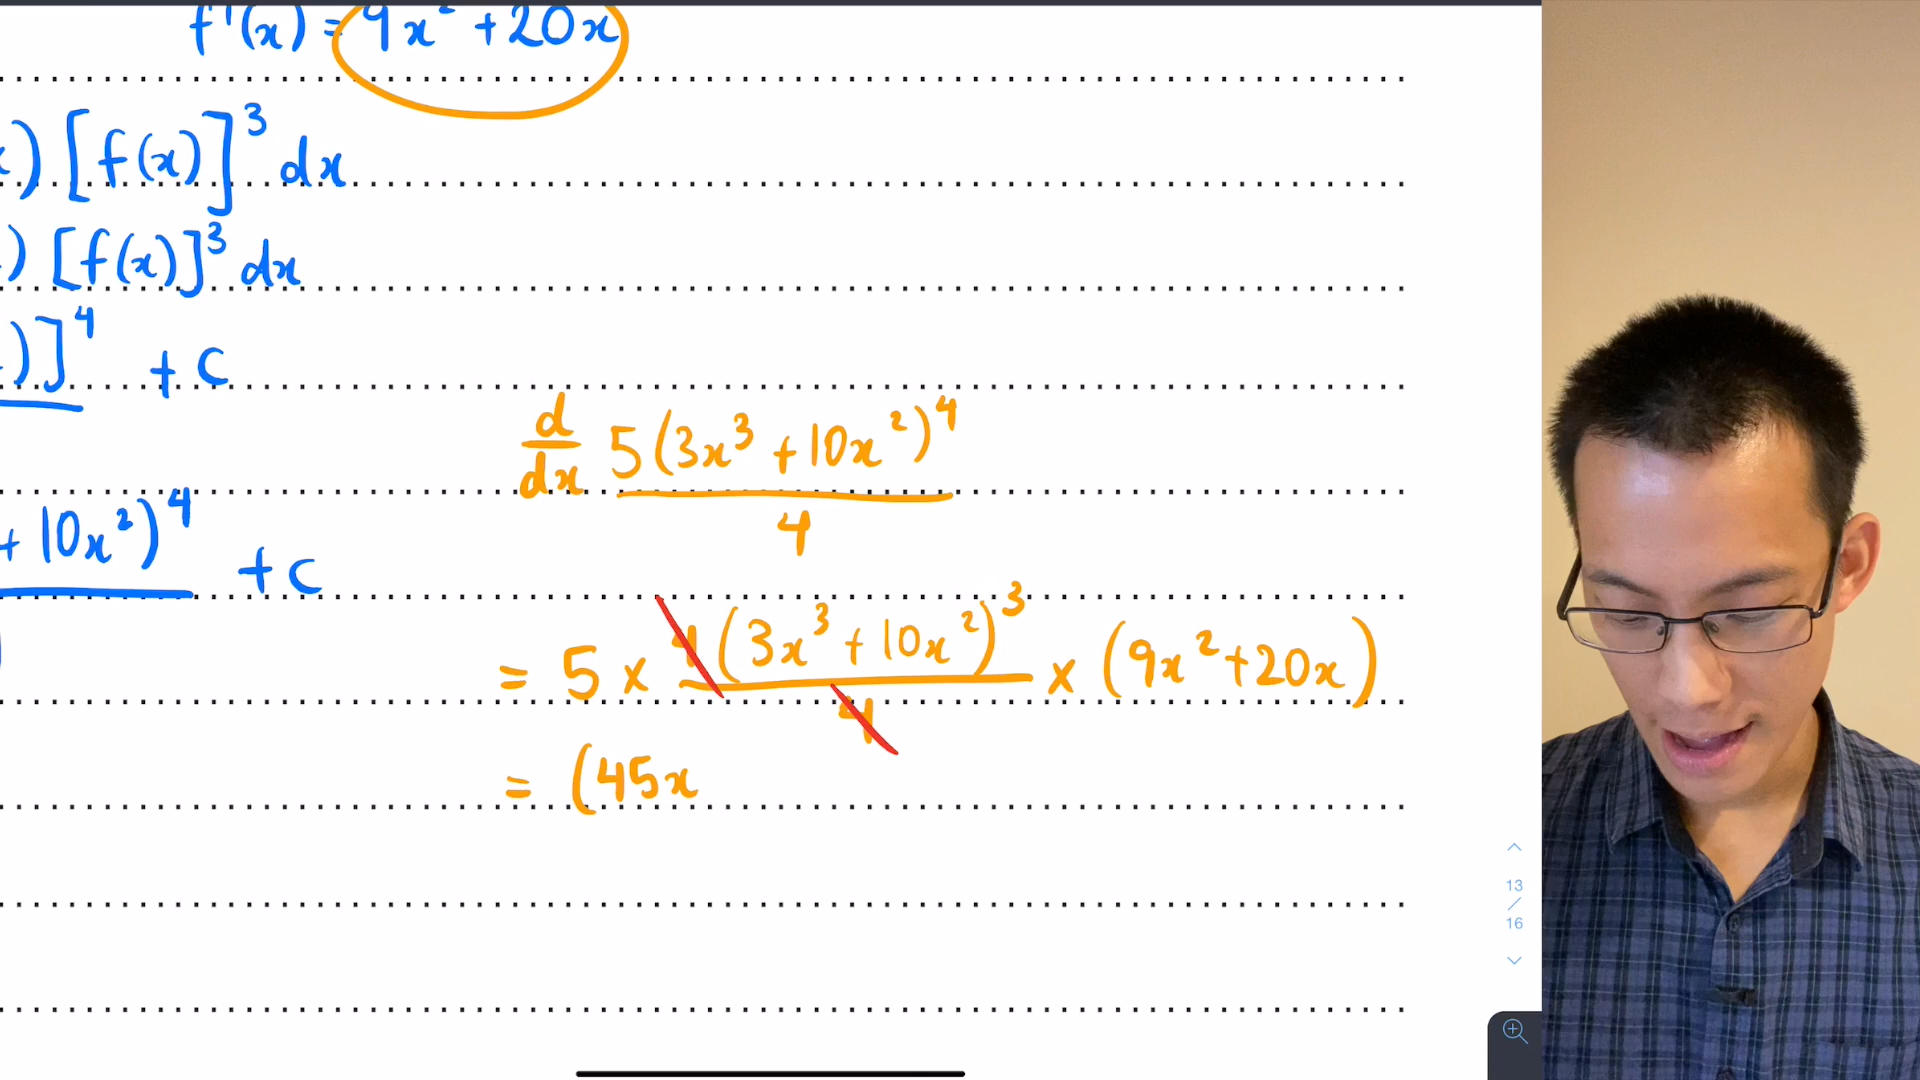 f'(x) = 9x² + 20x
) [f(x)]³ dx
) [f(x)]³ dx
)]⁴ + C
d/dx 5(3x³ + 10x²)⁴/4
+ 10x²)⁴ + C
= 5 × 4(3x³ + 10x²)³/4 × (9x² + 20x)
= (45x
13
/
16